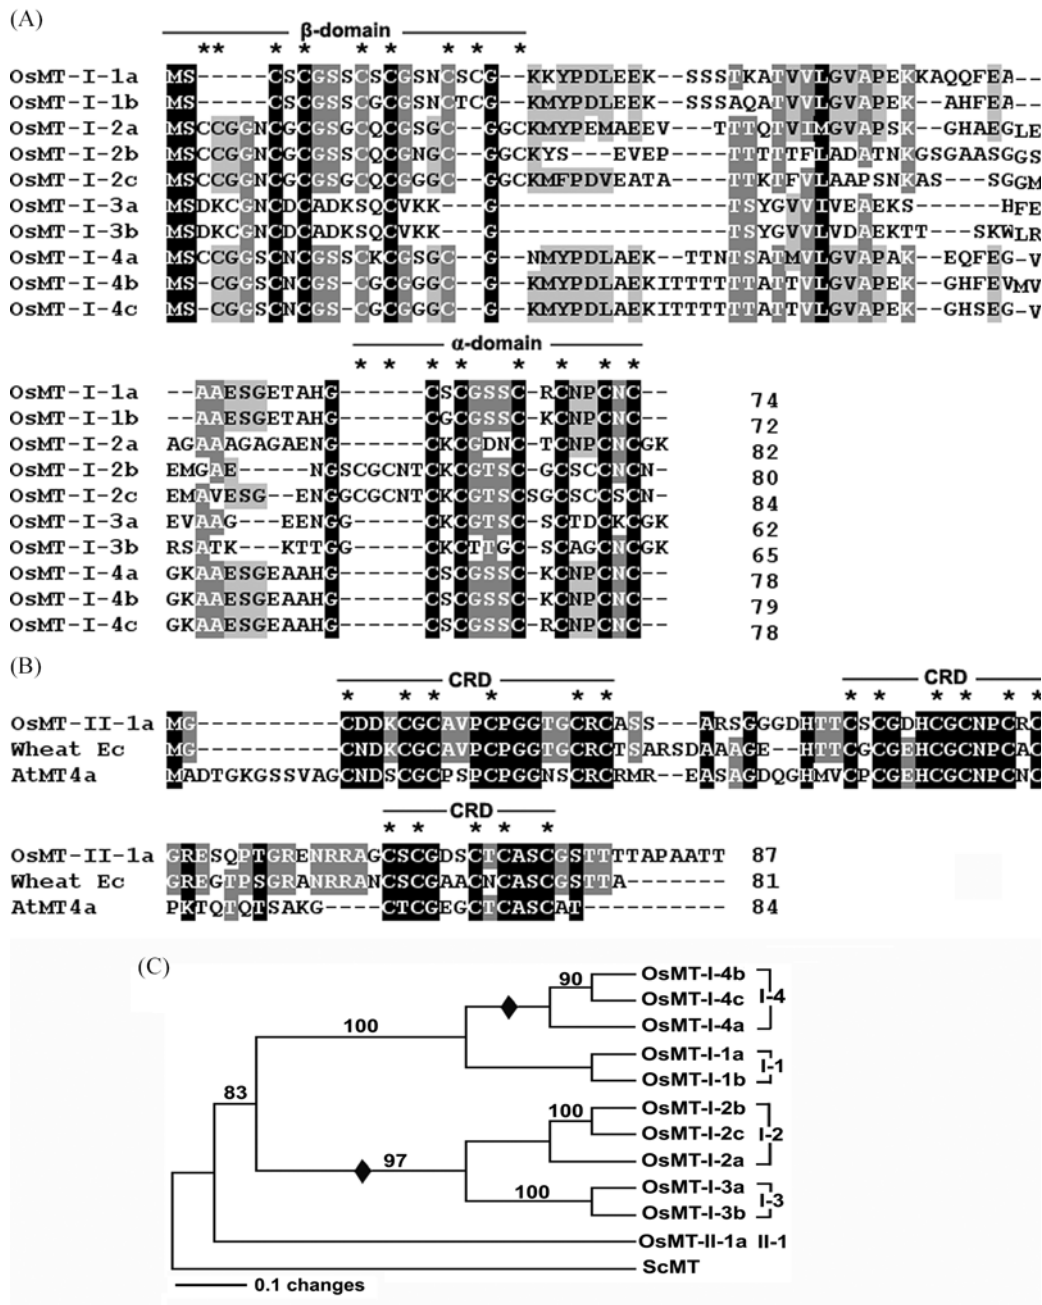 (A)
β-domain
** * * * * * * *
OsMT-I-1a MS-----CSCGSSCSCGSNCSCG-KKYPDLEEK--SSSTKATVVLGVAPEKKAQQFEA--
OsMT-I-1b MS-----CSCGSSCGCGSNCTCG-KMYPDLEEK--SSSAQATVVLGVAPEK--AHFEA--
OsMT-I-2a MSCCGGNCGCGSGCQCGSGC--GGCKMYPEMAEEV---TTTQTVIMGVAPSK--GHAEGLE
OsMT-I-2b MSCCGGNCGCGSSCQCGNGC--GGCKYS---EVEP----TTTTTFLADATNKGSGAASGGS
OsMT-I-2c MSCCGGNCGCGSGCQCGGGC--GGCKMFPDVEATA----TTKTFVLAAPSNKAS---SGGM
OsMT-I-3a MSDKCGNCDCADKSQCVKK---G----------------TSYGVVIVEAEKS------HFE
OsMT-I-3b MSDKCGNCDCADKSQCVKK---G----------------TSYGVVLVDAEKTT---SKWLR
OsMT-I-4a MSCCGGSCNCGSSCKCGSGC--G-NMYPDLAEK--TTNTSATMVLGVAPAK--EQFEG-V
OsMT-I-4b MSCCGGSCNCGS-CGCGGGC--G-KMYPDLAEKITTTTTTATTVLGVAPEK--GHFEVMV
OsMT-I-4c MSCCGGSCNCGS-CGCGGGC--G-KMYPDLAEKITTTTTTATTVLGVAPEK--GHSEG-V
α-domain
* * * * * * * *
OsMT-I-1a --AAESGETAHG------CSCGSSC-RCNPCNC-- 74
OsMT-I-1b --AAESGETAHG------CGCGSSC-KCNPCNC-- 72
OsMT-I-2a AGAAAGAGAENG------CKCGDNC-TCNPCNCGK 82
OsMT-I-2b EMGAE-----NGSCGCNTCKCGTSC-GCSCCNCN- 80
OsMT-I-2c EMAVESG--ENGGCGCNTCKCGTSCSGCSCCSCN- 84
OsMT-I-3a EVAAG---EENGG-----CKCGTSC-SCTDCKCGK 62
OsMT-I-3b RSATK---KTTGG-----CKCTTGC-SCAGCNCGK 65
OsMT-I-4a GKAAESGEAAHG------CSCGSSC-KCNPCNC-- 78
OsMT-I-4b GKAAESGEAAHG------CSCGSSC-KCNPCNC-- 79
OsMT-I-4c GKAAESGEAAHG------CSCGSSC-RCNPCNC-- 78
(B)
CRD CRD
* * * * * * * * * * * *
OsMT-II-1a MG----------CDDKCGCAVPCPGGTGCRCASS---ARSGGGDHTTCSCGDHCGCNPCRC
Wheat Ec MG----------CNDKCGCAVPCPGGTGCRCTSARSDAAAGE--HTTCGCGEHCGCNPCAC
AtMT4a MADTGKGSSVAGCNDSCGCPSPCPGGNSCRCRMR--EASAGDQGHMVCPCGEHCGCNPCNC
CRD
* * * * *
OsMT-II-1a GRESQPTGRENRRAGCSCGDSCTCASCGSTTTTAPAATT 87
Wheat Ec GREGTPSGRANRRANCSCGAACNCASCGSTTA------- 81
AtMT4a PKTQTQTSAKG----CTCGEGCTCASCAT---------- 84
(C)
OsMT-I-4b
90
OsMT-I-4c I-4
100
OsMT-I-4a
OsMT-I-1a
I-1
OsMT-I-1b
83
OsMT-I-2b
100
OsMT-I-2c I-2
OsMT-I-2a
97
OsMT-I-3a
100 I-3
OsMT-I-3b
OsMT-II-1a II-1
ScMT
0.1 changes